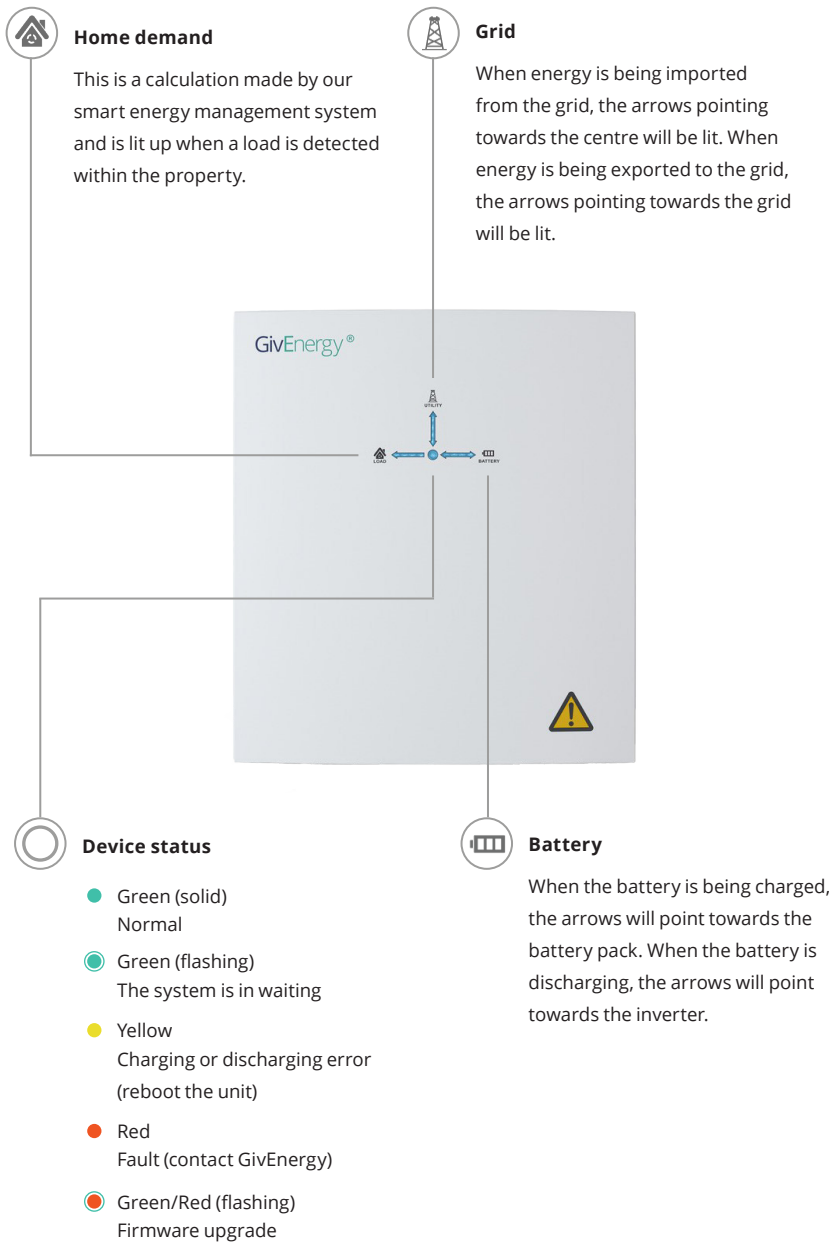 Home demand
This is a calculation made by our
smart energy management system
and is lit up when a load is detected
within the property.
Grid
When energy is being imported
from the grid, the arrows pointing
towards the centre will be lit. When
energy is being exported to the grid,
the arrows pointing towards the grid
will be lit.
GivEnergy®
UTILITY
LOAD
BATTERY
Device status
Green (solid)
Normal
Green (flashing)
The system is in waiting
Yellow
Charging or discharging error
(reboot the unit)
Red
Fault (contact GivEnergy)
Green/Red (flashing)
Firmware upgrade
Battery
When the battery is being charged,
the arrows will point towards the
battery pack. When the battery is
discharging, the arrows will point
towards the inverter.